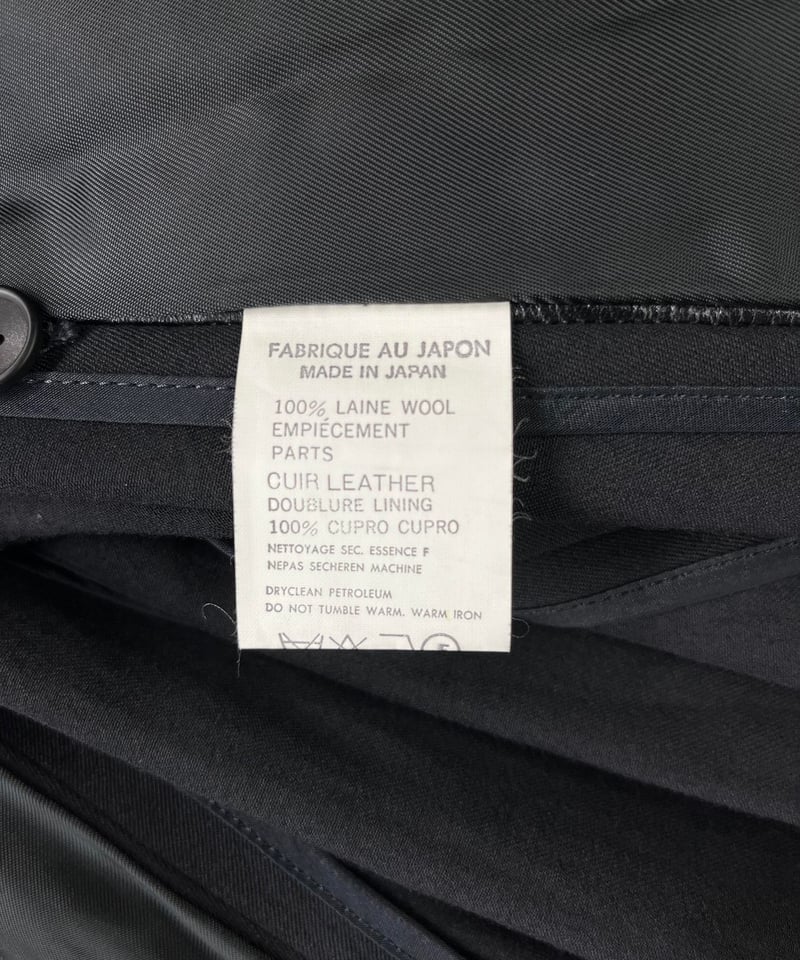 FABRIQUE AU JAPON
MADE IN JAPAN
100% LAINE WOOL
EMPIÉCEMENT
PARTS
CUIR LEATHER
DOUBLURE LINING
100% CUPRO CUPRO
NETTOYAGE SEC. ESSENCE F
NEPAS SECHEREN MACHINE
DRYCLEAN PETROLEUM
DO NOT TUMBLE WARM. WARM IRON
F